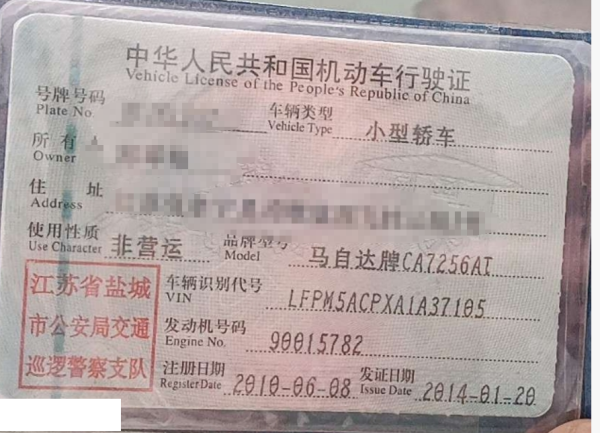 中华人民共和国机动车行驶证
Vehicle License of the People's Republic of China
号牌号码 车辆类型 小型轿车
Plate No Vehicle Type
所有人
Owner
住址
Address
使用性质 非营运 品牌型号 马自达牌CA7256AT
Use Character Model
江苏省盐城
市公安局交通
巡逻警察支队
车辆识别代号 LFPM5ACPXA1A37105
VIN
发动机号码 90015782
Engine No.
注册日期 2010-06-08 发证日期 2014-01-20
Register Date Issue Date